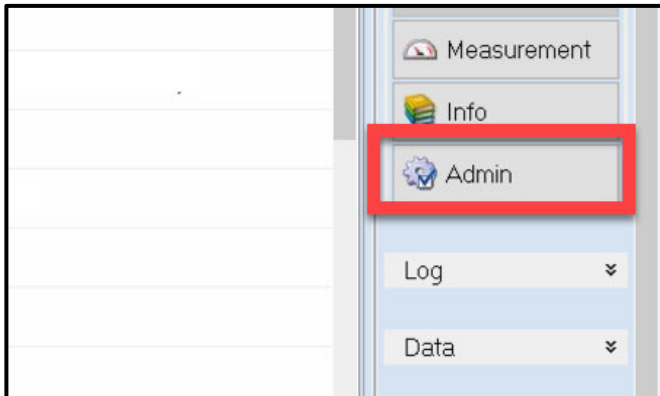 Measurement
Info
Admin
Log
Data